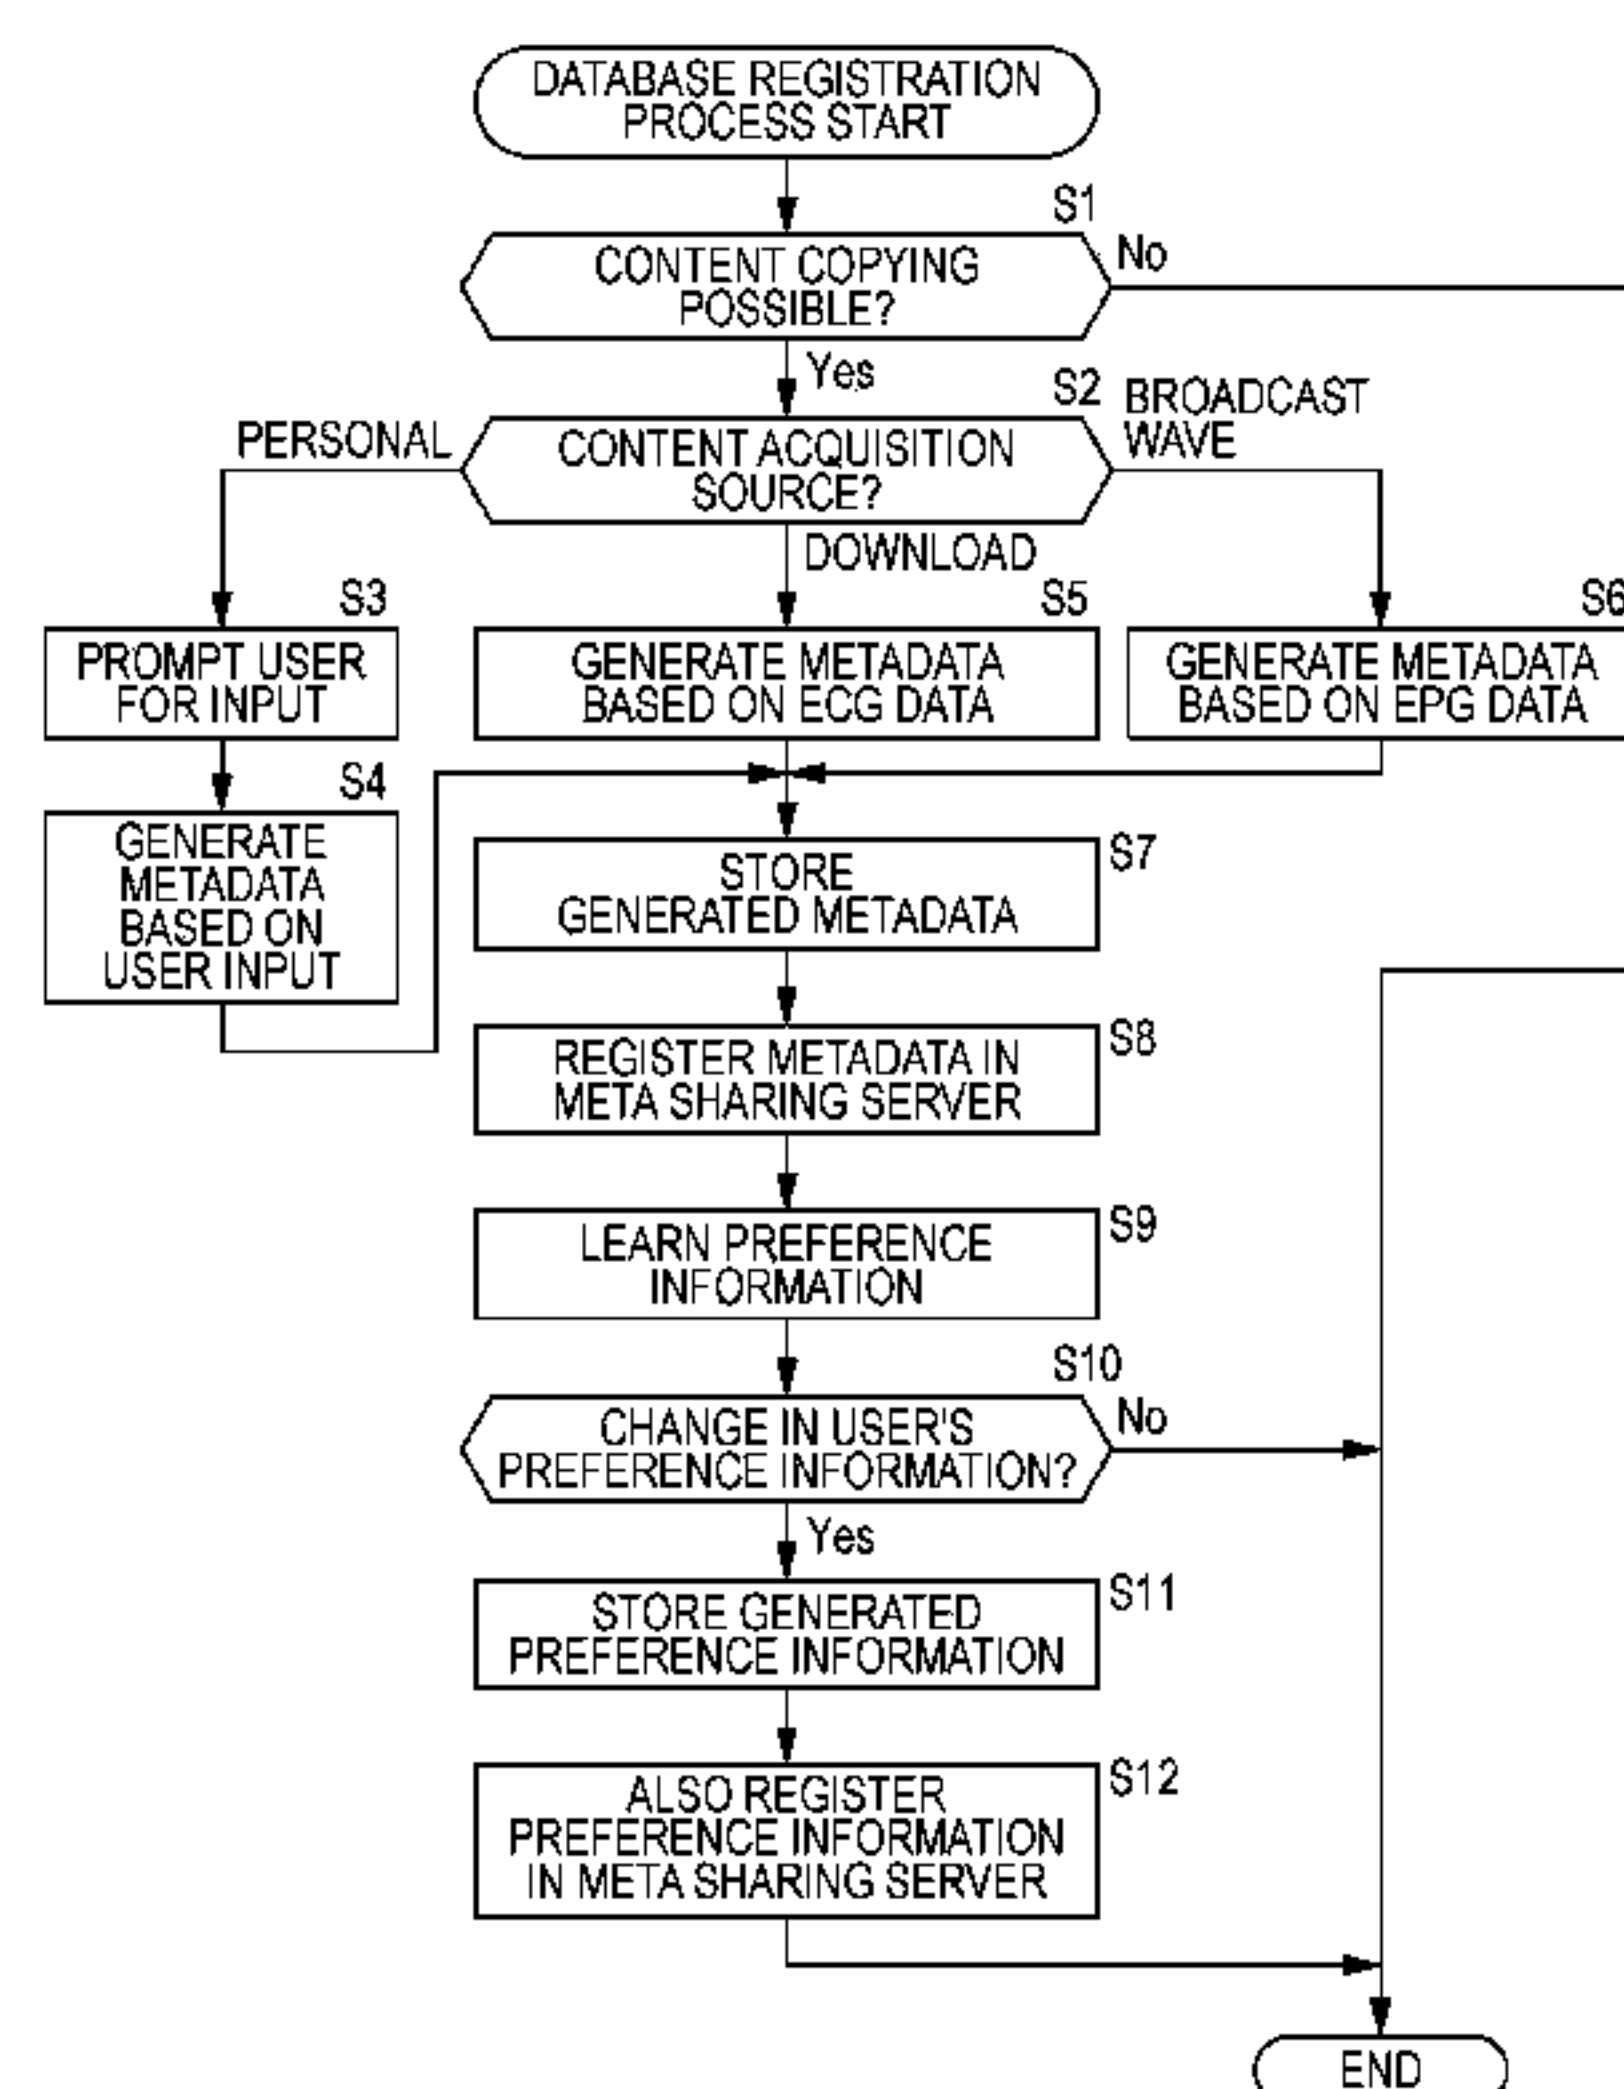 DATABASE REGISTRATION
PROCESS START
S1
CONTENT COPYING
POSSIBLE?
No
Yes
S2
CONTENT ACQUISITION
SOURCE?
PERSONAL
BROADCAST
WAVE
DOWNLOAD
S3
PROMPT USER
FOR INPUT
S5
GENERATE METADATA
BASED ON ECG DATA
S6
GENERATE METADATA
BASED ON EPG DATA
S4
GENERATE
METADATA
BASED ON
USER INPUT
S7
STORE
GENERATED METADATA
S8
REGISTER METADATA IN
META SHARING SERVER
S9
LEARN PREFERENCE
INFORMATION
S10
CHANGE IN USER'S
PREFERENCE INFORMATION?
No
Yes
S11
STORE GENERATED
PREFERENCE INFORMATION
S12
ALSO REGISTER
PREFERENCE INFORMATION
IN META SHARING SERVER
END